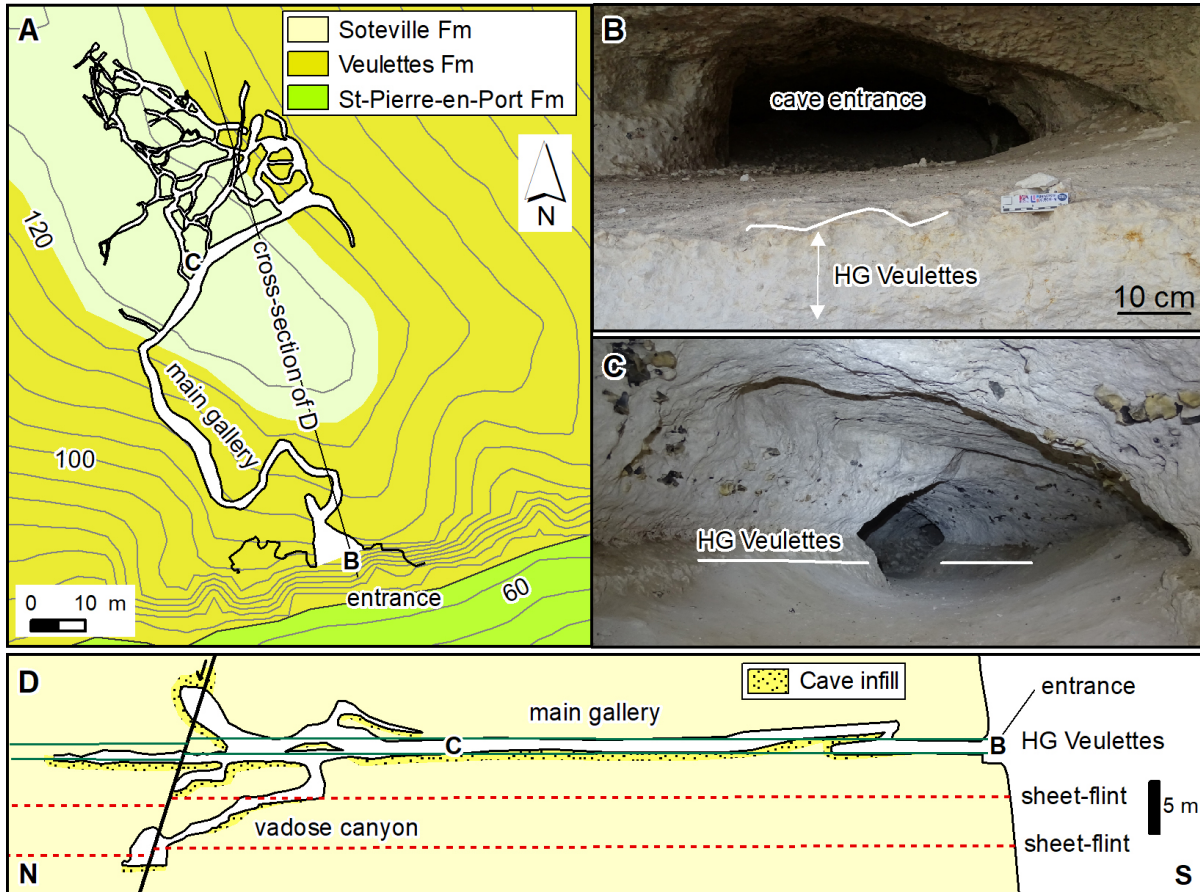 A
Soteville Fm
Veulettes Fm
St-Pierre-en-Port Fm
N
120
C
cross-section of D
main gallery
100
B
entrance
60
0 10 m
B
cave entrance
HG Veulettes
10 cm
C
HG Veulettes
D
Cave infill
main gallery
entrance
C
B
HG Veulettes
sheet-flint
5 m
vadose canyon
sheet-flint
N
S